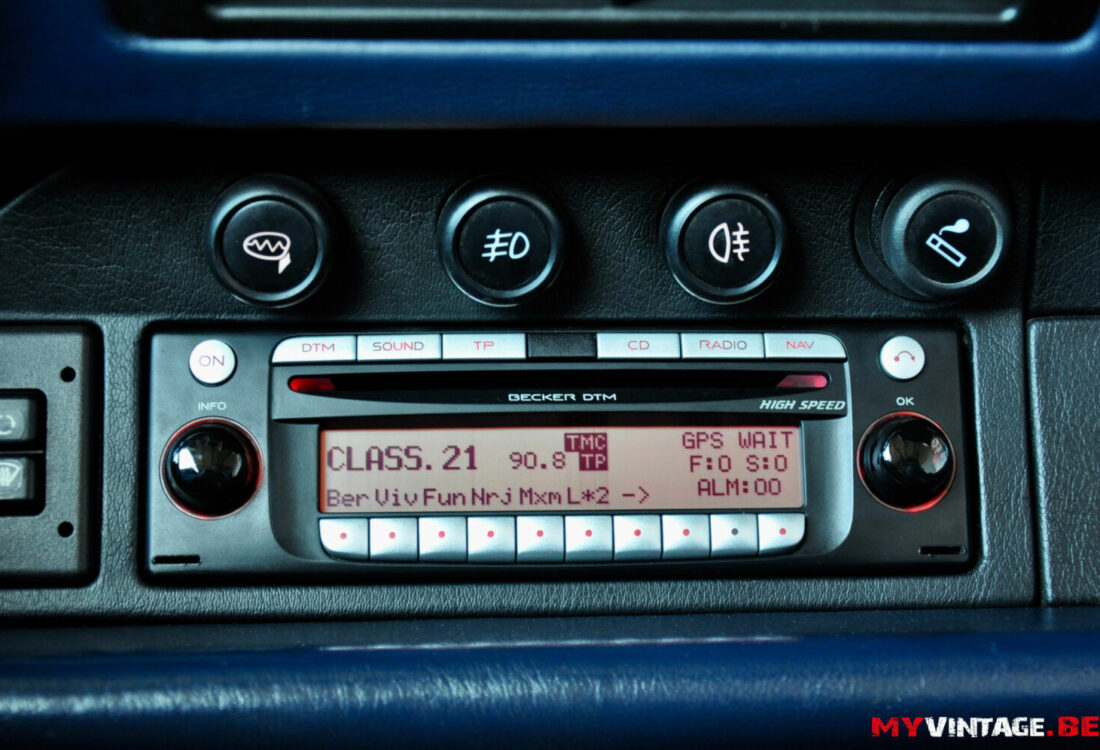 ON
DTM SOUND TP CD RADIO NAV
INFO
BECKER DTM
HIGH SPEED
OK
CLASS.21 90.8 TMC TP
Ber Viv Fun Nrj Mxm L*2 ->
GPS WAIT
F:0 S:0
ALM:00
MYVINTAGE.BE